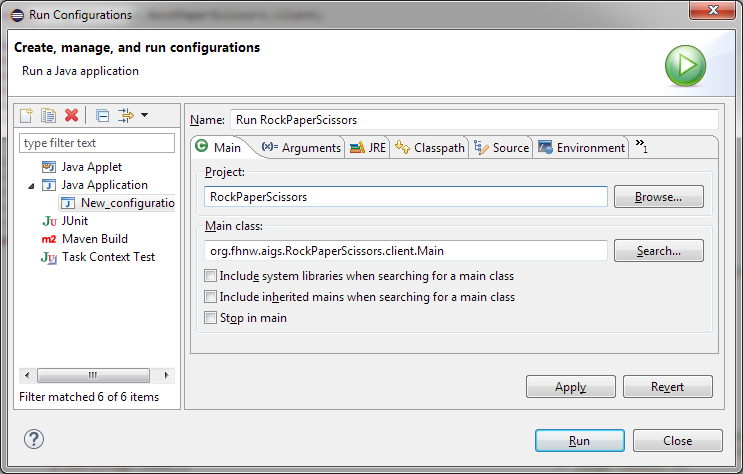 Run Configurations
Create, manage, and run configurations
Run a Java application
type filter text
Java Applet
Java Application
New_configuratio
JUnit
Maven Build
Task Context Test
Filter matched 6 of 6 items
Name: Run RockPaperScissors
Main Arguments JRE Classpath Source Environment »1
Project:
RockPaperScissors Browse...
Main class:
org.fhnw.aigs.RockPaperScissors.client.Main Search...
Include system libraries when searching for a main class
Include inherited mains when searching for a main class
Stop in main
Apply Revert
Run Close